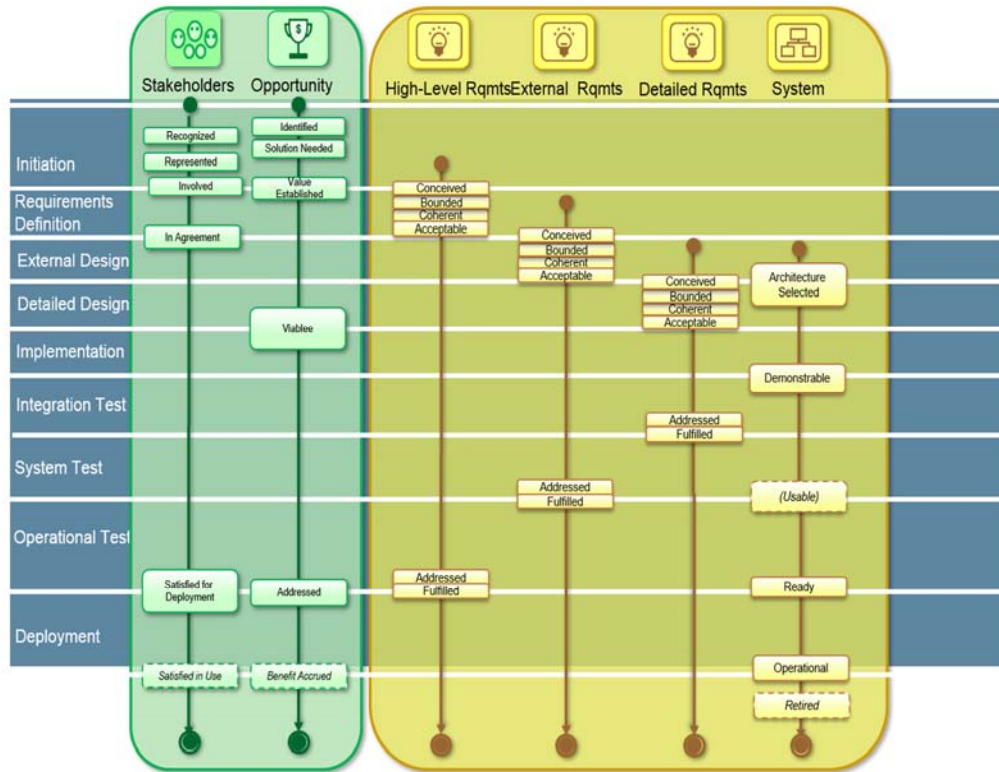 $
Stakeholders
Opportunity
High-Level Rqmts
External Rqmts
Detailed Rqmts
System
Initiation
Requirements
Definition
External Design
Detailed Design
Implementation
Integration Test
System Test
Operational Test
Deployment
Recognized
Represented
Involved
In Agreement
Satisfied for
Deployment
Satisfied in Use
Identified
Solution Needed
Value
Established
Viablee
Addressed
Benefit Accrued
Conceived
Bounded
Coherent
Acceptable
Addressed
Fulfilled
Conceived
Bounded
Coherent
Acceptable
Addressed
Fulfilled
Conceived
Bounded
Coherent
Acceptable
Addressed
Fulfilled
Architecture
Selected
Demonstrable
(Usable)
Ready
Operational
Retired